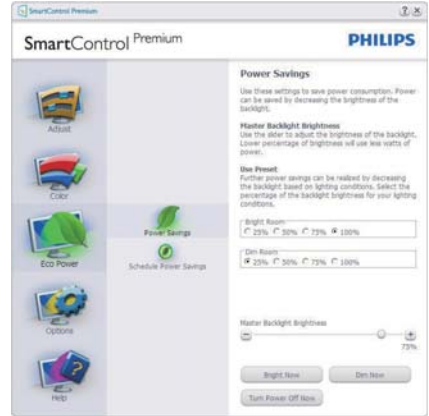 SmartControl Premium
SmartControl Premium
PHILIPS
Adjust
Color
Eco Power
Options
Help
Power Savings
Schedule Power Savings
Power Savings
Use these settings to save power consumption. Power
can be saved by decreasing the brightness of the
backlight.
Master Backlight Brightness
Use the slider to adjust the brightness of the backlight.
Lower percentage of brightness will use less watts of
power.
Use Preset
Further power savings can be realized by decreasing
the backlight based on lighting conditions. Select the
percentage of the backlight brightness for your lighting
conditions.
Bright Room
25% 50% 75% 100%
Dim Room
25% 50% 75% 100%
Master Backlight Brightness
75%
Bright Now Dim Now
Turn Power Off Now